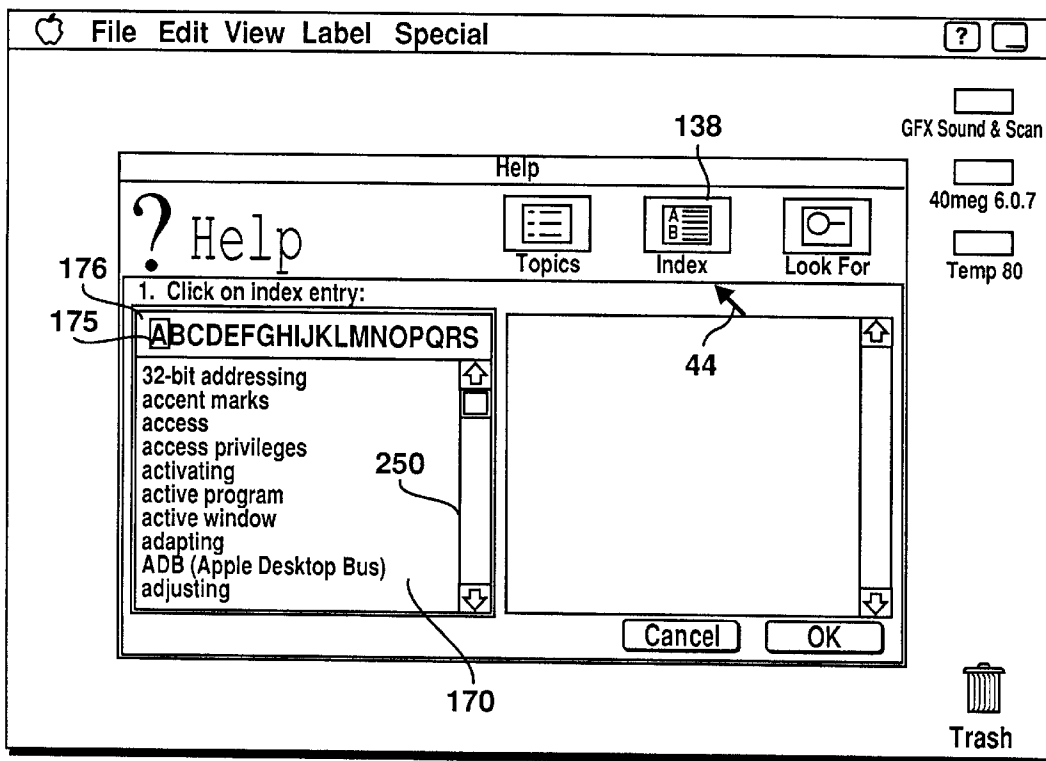 File Edit View Label Special
?
GFX Sound & Scan
138
Help
40meg 6.0.7
? Help
A
B
Topics Index Look For
Temp 80
176
1. Click on index entry:
175
ABCDEFGHIJKLMNOPQRS
44
32-bit addressing
accent marks
access
access privileges
activating
250
active program
active window
adapting
ADB (Apple Desktop Bus)
adjusting
Cancel OK
170
Trash